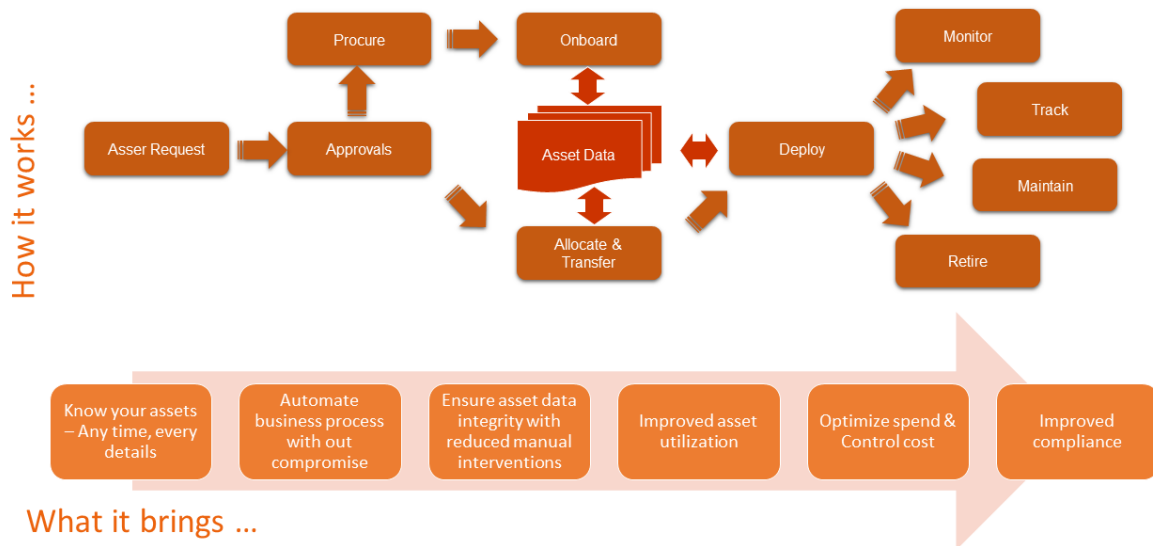 How it works ...
Procure
Onboard
Monitor
Asser Request
Approvals
Asset Data
Deploy
Track
Maintain
Allocate &
Transfer
Retire
Know your assets
– Any time, every
details
Automate
business process
with out
compromise
Ensure asset data
integrity with
reduced manual
interventions
Improved asset
utilization
Optimize spend &
Control cost
Improved
compliance
What it brings ...